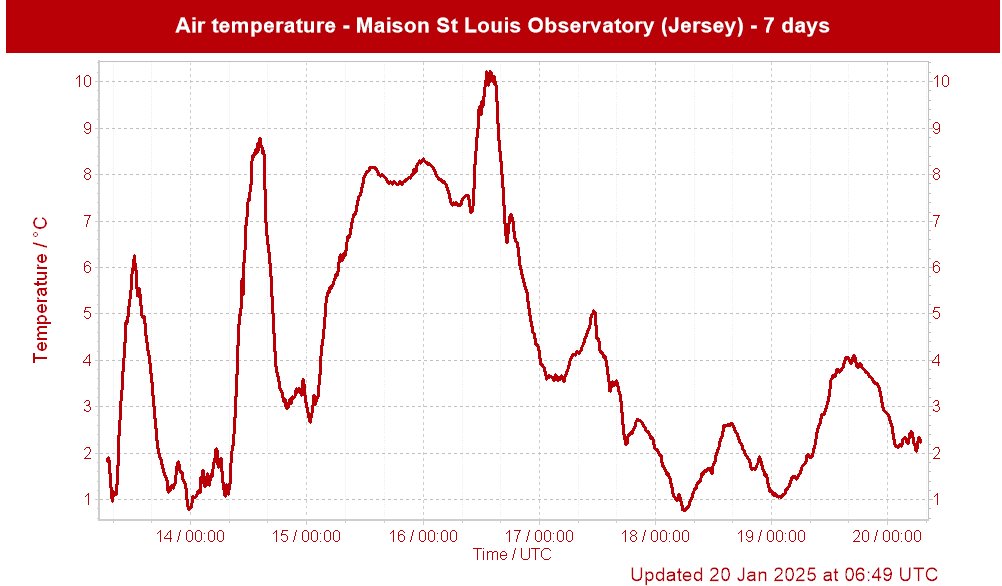 Air temperature - Maison St Louis Observatory (Jersey) - 7 days
Temperature / °C
10 10
9 9
8 8
7 7
6 6
5 5
4 4
3 3
2 2
1 1
14 / 00:00 15 / 00:00 16 / 00:00 17 / 00:00 18 / 00:00 19 / 00:00 20 / 00:00
Time / UTC
Updated 20 Jan 2025 at 06:49 UTC